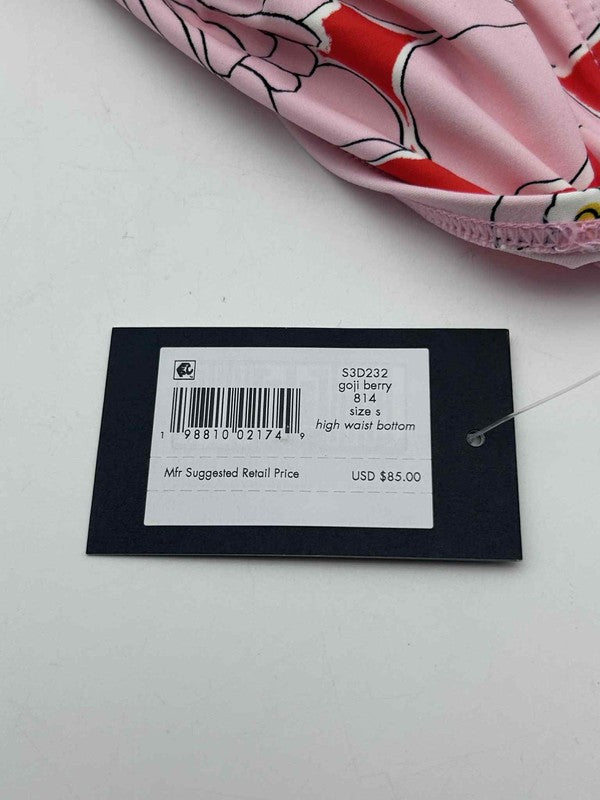 S3D232
goji berry
814
size s
high waist bottom
1 98810 02174 9
Mfr Suggested Retail Price USD $85.00